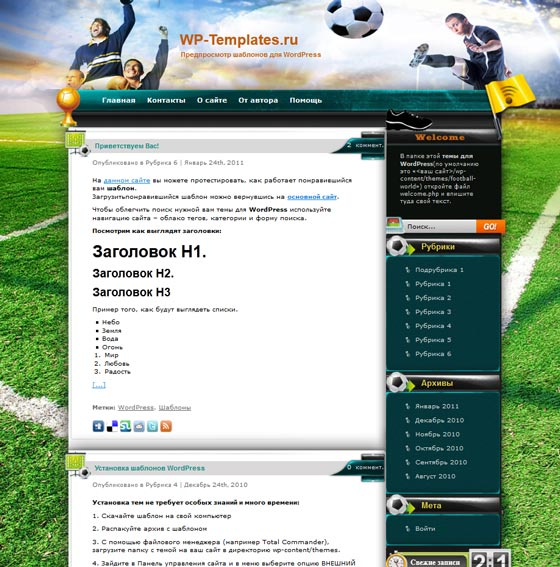 WP-Templates.ru
Предпросмотр шаблонов для WordPress
Главная Контакты О сайте От автора Помощь
Приветствуем Вас!
2 коммент.
Опубликовано в Рубрика 6 | Январь 24th, 2011
На данном сайте вы можете протестировать, как работает понравившийся
вам шаблон.
Загрузитьпонравившийся шаблон можно вернувшись на основной сайт.
Чтобы облегчить поиск нужной вам темы для WordPress используйте
навигацию сайта – облако тегов, категории и форму поиска.
Посмотрим как выглядят заголовки:
Заголовок H1.
Заголовок H2.
Заголовок H3
Пример того, как будут выглядеть списки.
Небо
Земля
Вода
Огонь
1. Мир
2. Любовь
3. Радость
[...]
Метки: WordPress, Шаблоны
Установка шаблонов WordPress
0 коммент.
Опубликовано в Рубрика 4 | Декабрь 24th, 2010
Установка тем не требует особых знаний и много времени:
1. Скачайте шаблон на свой компьютер
2. Распакуйте архив с шаблоном
3. С помощью файлового менеджера (например Total Commander),
загрузите папку с темой на ваш сайт в директорию wp-content/themes.
4. Зайдите в Панель управления сайта и в меню выберите опцию ВНЕШНИЙ
Welcome
В папке этой темы для
WordPress(по умолчанию
это «<ваш сайт>/wp-
content/themes/football-
world») откройте файл
welcome.php и впишите
туда свой текст.
Поиск... GO!
Рубрики
Подрубрика 1
Рубрика 1
Рубрика 2
Рубрика 3
Рубрика 4
Рубрика 5
Рубрика 6
Архивы
Январь 2011
Декабрь 2010
Ноябрь 2010
Октябрь 2010
Сентябрь 2010
Август 2010
Мета
Войти
Свежие записи
2:1